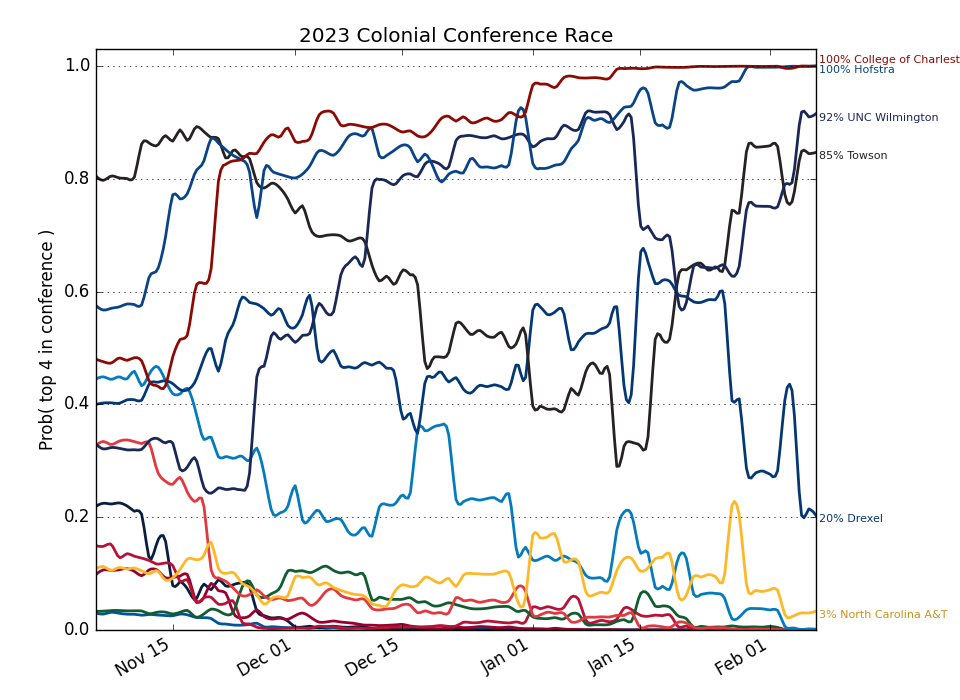 2023 Colonial Conference Race
Prob( top 4 in conference )
1.0
0.8
0.6
0.4
0.2
0.0
Nov 15
Dec 01
Dec 15
Jan 01
Jan 15
Feb 01
100% College of Charlest
100% Hofstra
92% UNC Wilmington
85% Towson
20% Drexel
3% North Carolina A&T